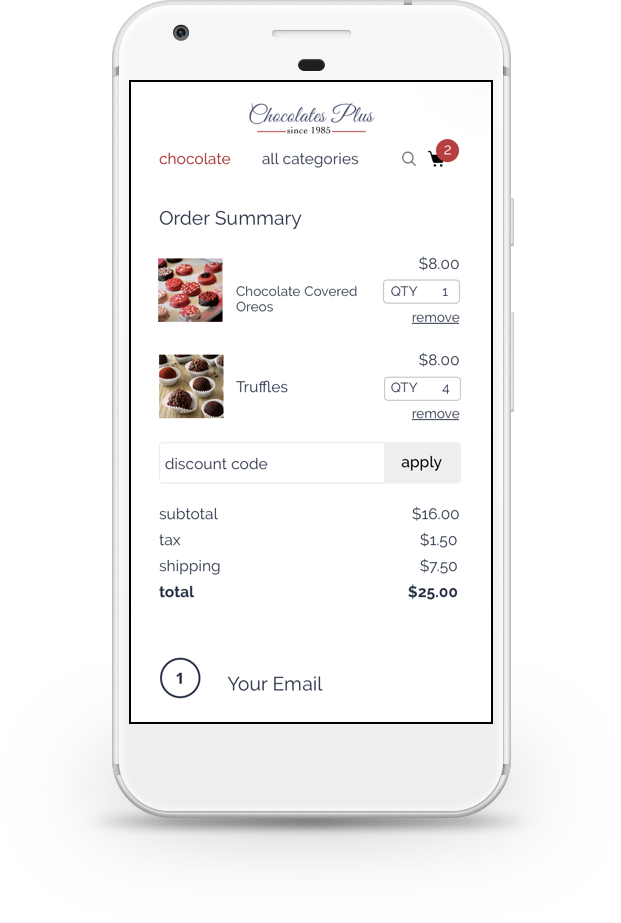 Chocolates Plus
since 1985
chocolate all categories 2
Order Summary
$8.00
Chocolate Covered
Oreos
QTY 1
remove
$8.00
Truffles
QTY 4
remove
discount code apply
subtotal $16.00
tax $1.50
shipping $7.50
total $25.00
1 Your Email